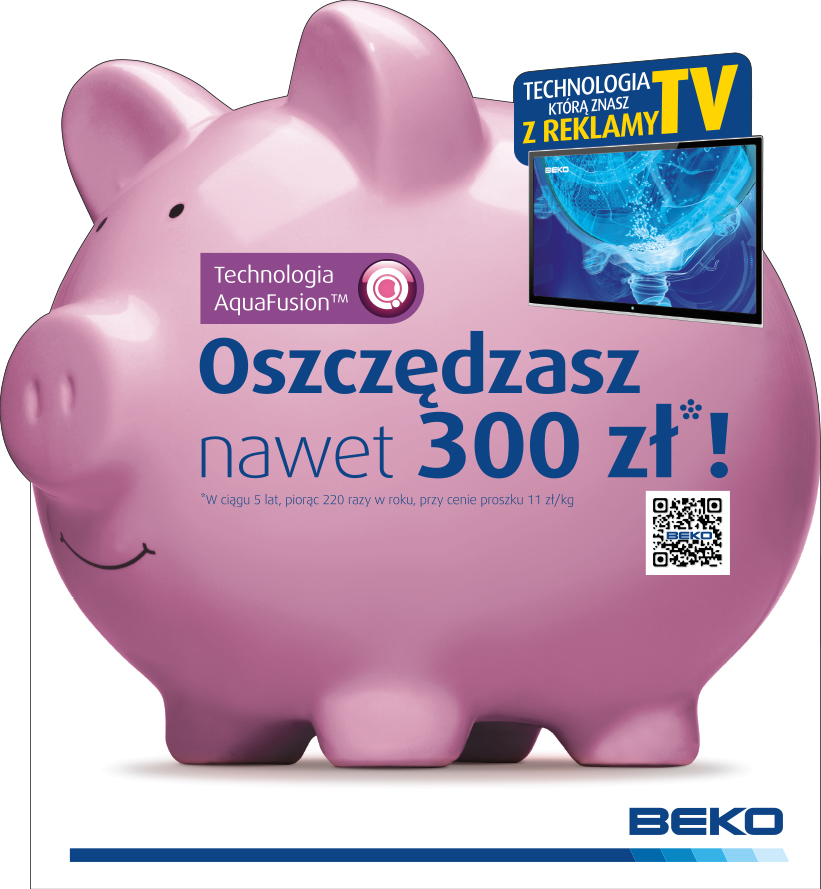 TECHNOLOGIA
KTÓRĄ ZNASZ
Z REKLAMY TV
BEKO
Technologia
AquaFusion™
Oszczędzasz
nawet 300 zł*!
*W ciągu 5 lat, piorąc 220 razy w roku, przy cenie proszku 11 zł/kg
BEKO
BEKO